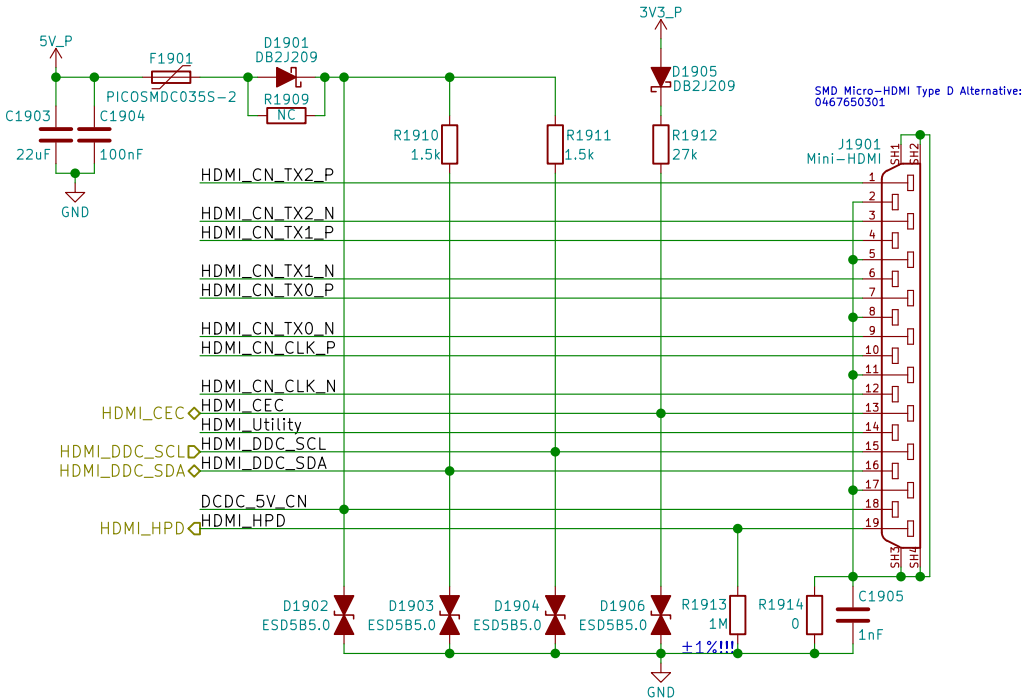 3V3_P
5V_P
D1901
DB2J209
F1901
D1905
DB2J209
PICOSMDC035S-2
R1909
NC
SMD Micro-HDMI Type D Alternative:
0467650301
C1903
22uF
C1904
100nF
GND
R1910
1.5k
R1911
1.5k
R1912
27k
J1901
Mini-HDMI
SH1
SH2
HDMI_CN_TX2_P
1
2
HDMI_CN_TX2_N
3
HDMI_CN_TX1_P
4
5
HDMI_CN_TX1_N
6
HDMI_CN_TX0_P
7
8
HDMI_CN_TX0_N
9
HDMI_CN_CLK_P
10
11
HDMI_CN_CLK_N
12
HDMI_CEC
HDMI_CEC
13
HDMI_Utility
14
HDMI_DDC_SCL
HDMI_DDC_SCL
15
HDMI_DDC_SDA
HDMI_DDC_SDA
16
17
DCDC_5V_CN
18
HDMI_HPD
HDMI_HPD
19
SH3
SH4
D1902
ESD5B5.0
D1903
ESD5B5.0
D1904
ESD5B5.0
D1906
ESD5B5.0
R1913
1M
R1914
0
C1905
1nF
±1%!!!
GND